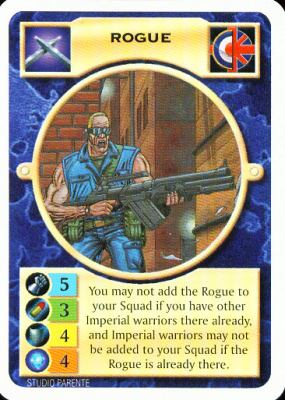 ROGUE
5
3
4
4
You may not add the Rogue to
your Squad if you have other
Imperial warriors there already,
and Imperial warriors may not
be added to your Squad if the
Rogue is already there.
STUDIO PARENTE